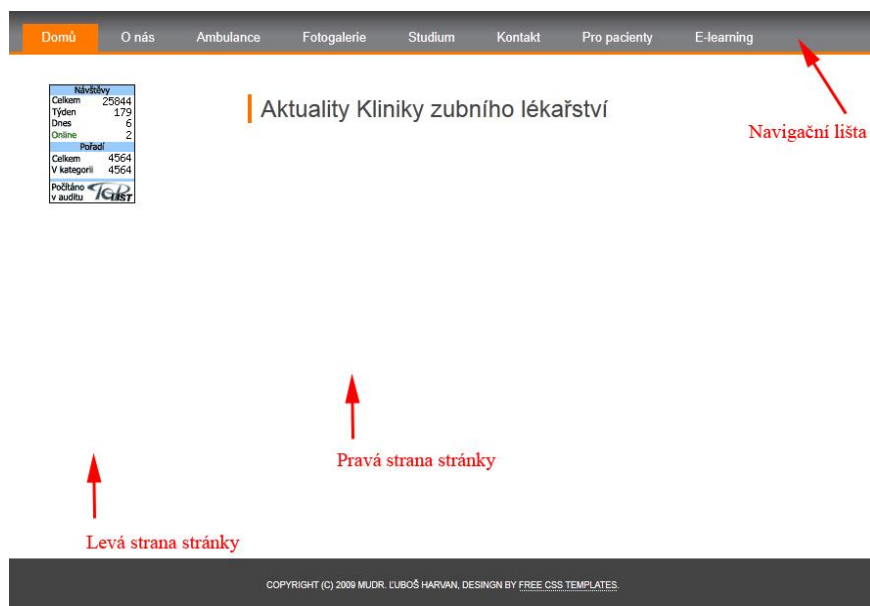 Domů O nás Ambulance Fotogalerie Studium Kontakt Pro pacienty E-learning
Navigační lišta
Návštěvy
Celkem 25844
Týden 179
Dnes 6
Online 2
Pořadí
Celkem 4564
V kategorii 4564
Počítáno
v auditu TOPLIST
Aktuality Kliniky zubního lékařství
Pravá strana stránky
Levá strana stránky
COPYRIGHT (C) 2009 MUDR. ĽUBOŠ HARVAN, DESINGN BY FREE CSS TEMPLATES.